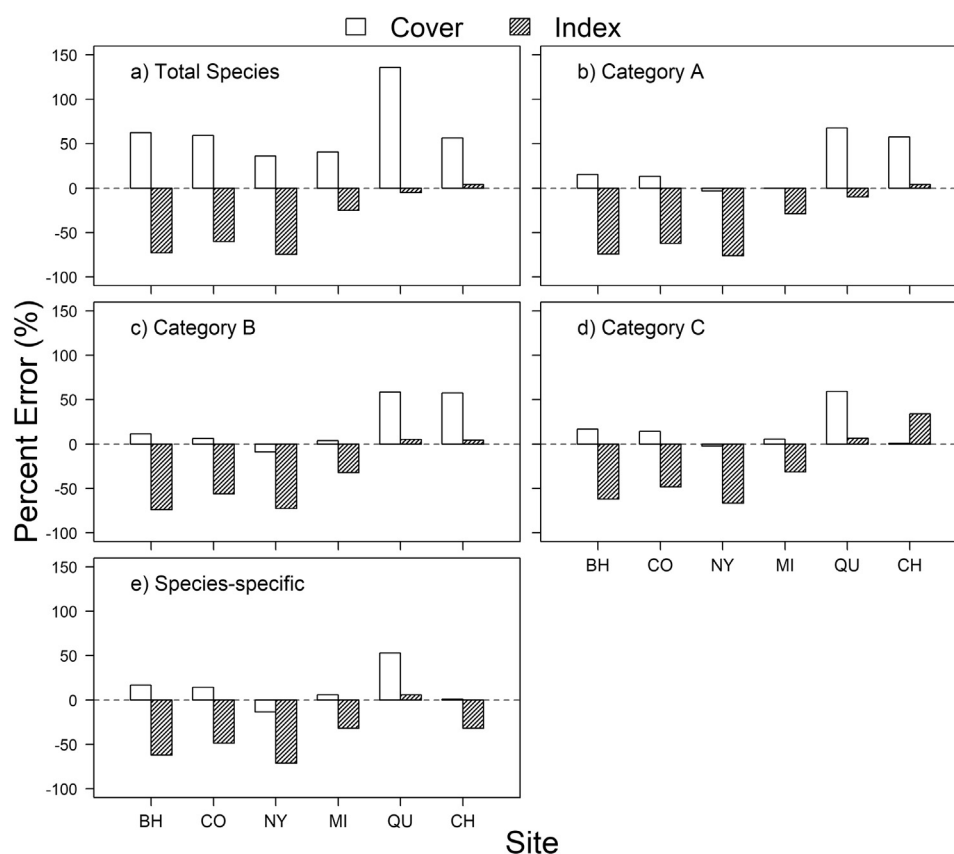 Cover Index
a) Total Species
b) Category A
150
100
50
0
-50
-100
c) Category B
d) Category C
150
100
50
0
-50
-100
BH CO NY MI QU CH
e) Species-specific
150
100
50
0
-50
-100
BH CO NY MI QU CH
Percent Error (%)
Site